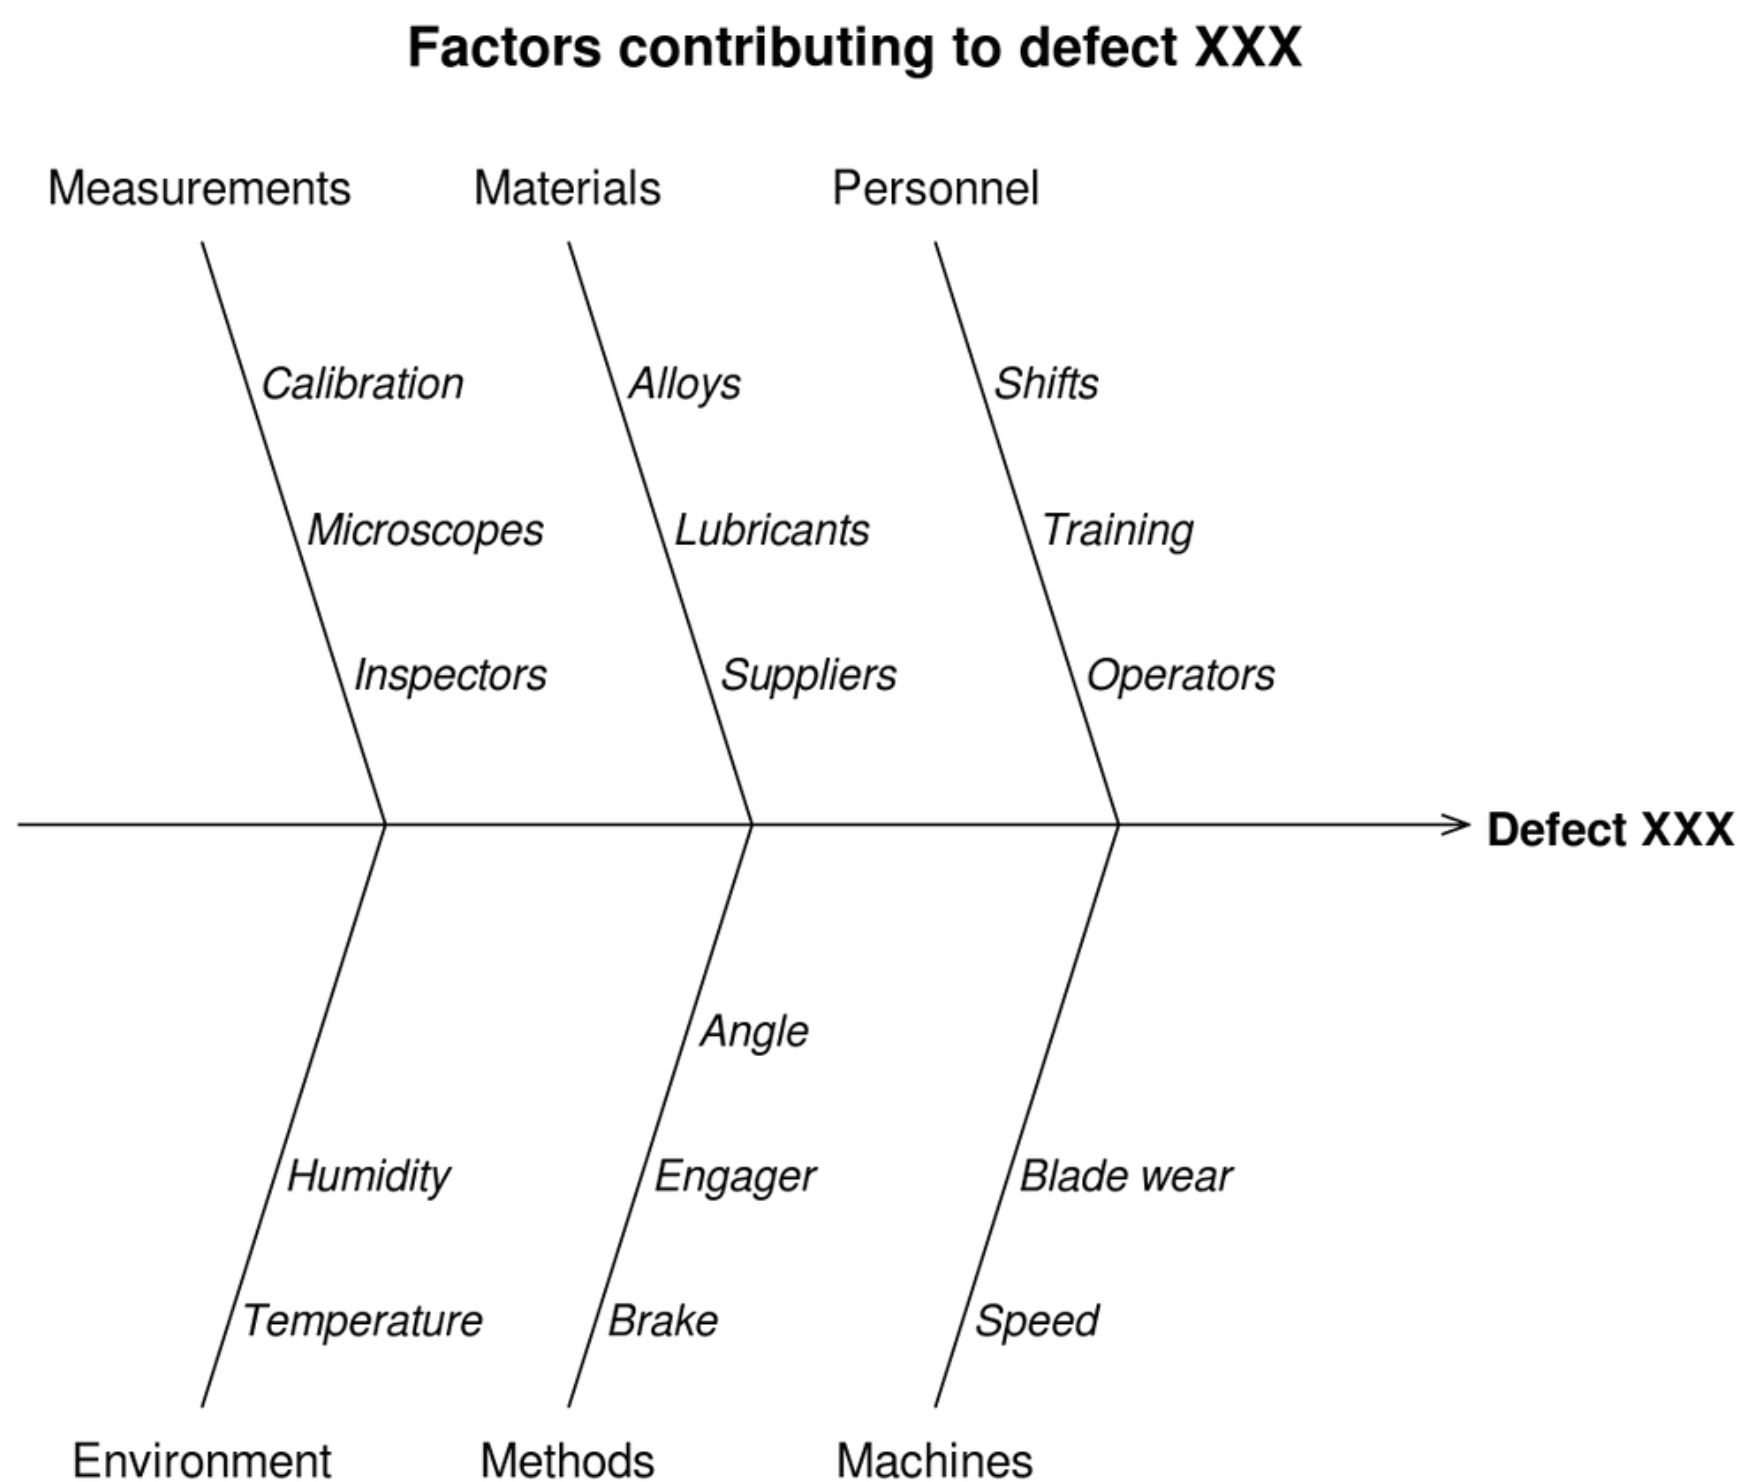 Factors contributing to defect XXX
Measurements
Materials
Personnel
Calibration
Alloys
Shifts
Microscopes
Lubricants
Training
Inspectors
Suppliers
Operators
Defect XXX
Angle
Humidity
Engager
Blade wear
Temperature
Brake
Speed
Environment
Methods
Machines